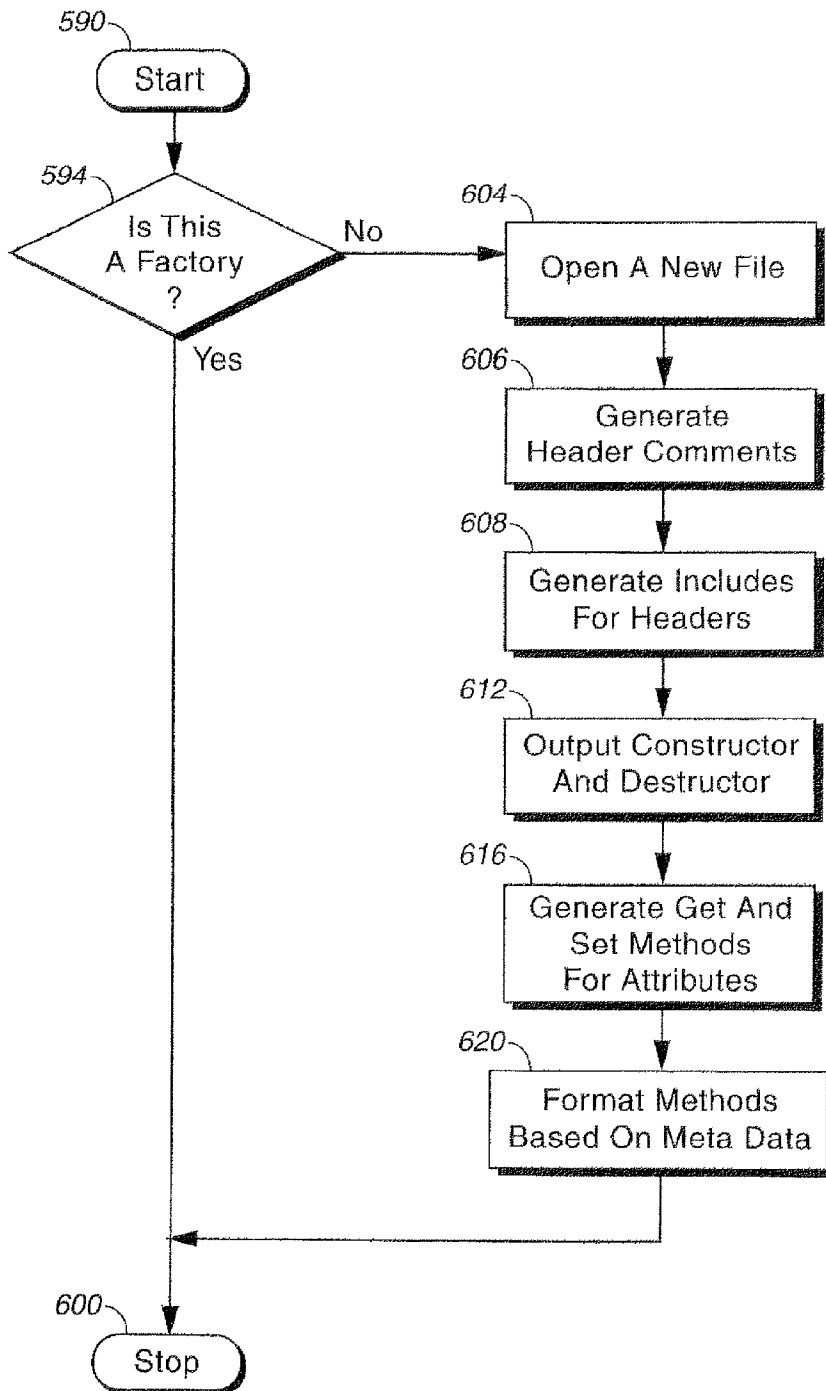 590
Start
594
Is This
A Factory
?
No
Yes
604
Open A New File
606
Generate
Header Comments
608
Generate Includes
For Headers
612
Output Constructor
And Destructor
616
Generate Get And
Set Methods
For Attributes
620
Format Methods
Based On Meta Data
600
Stop